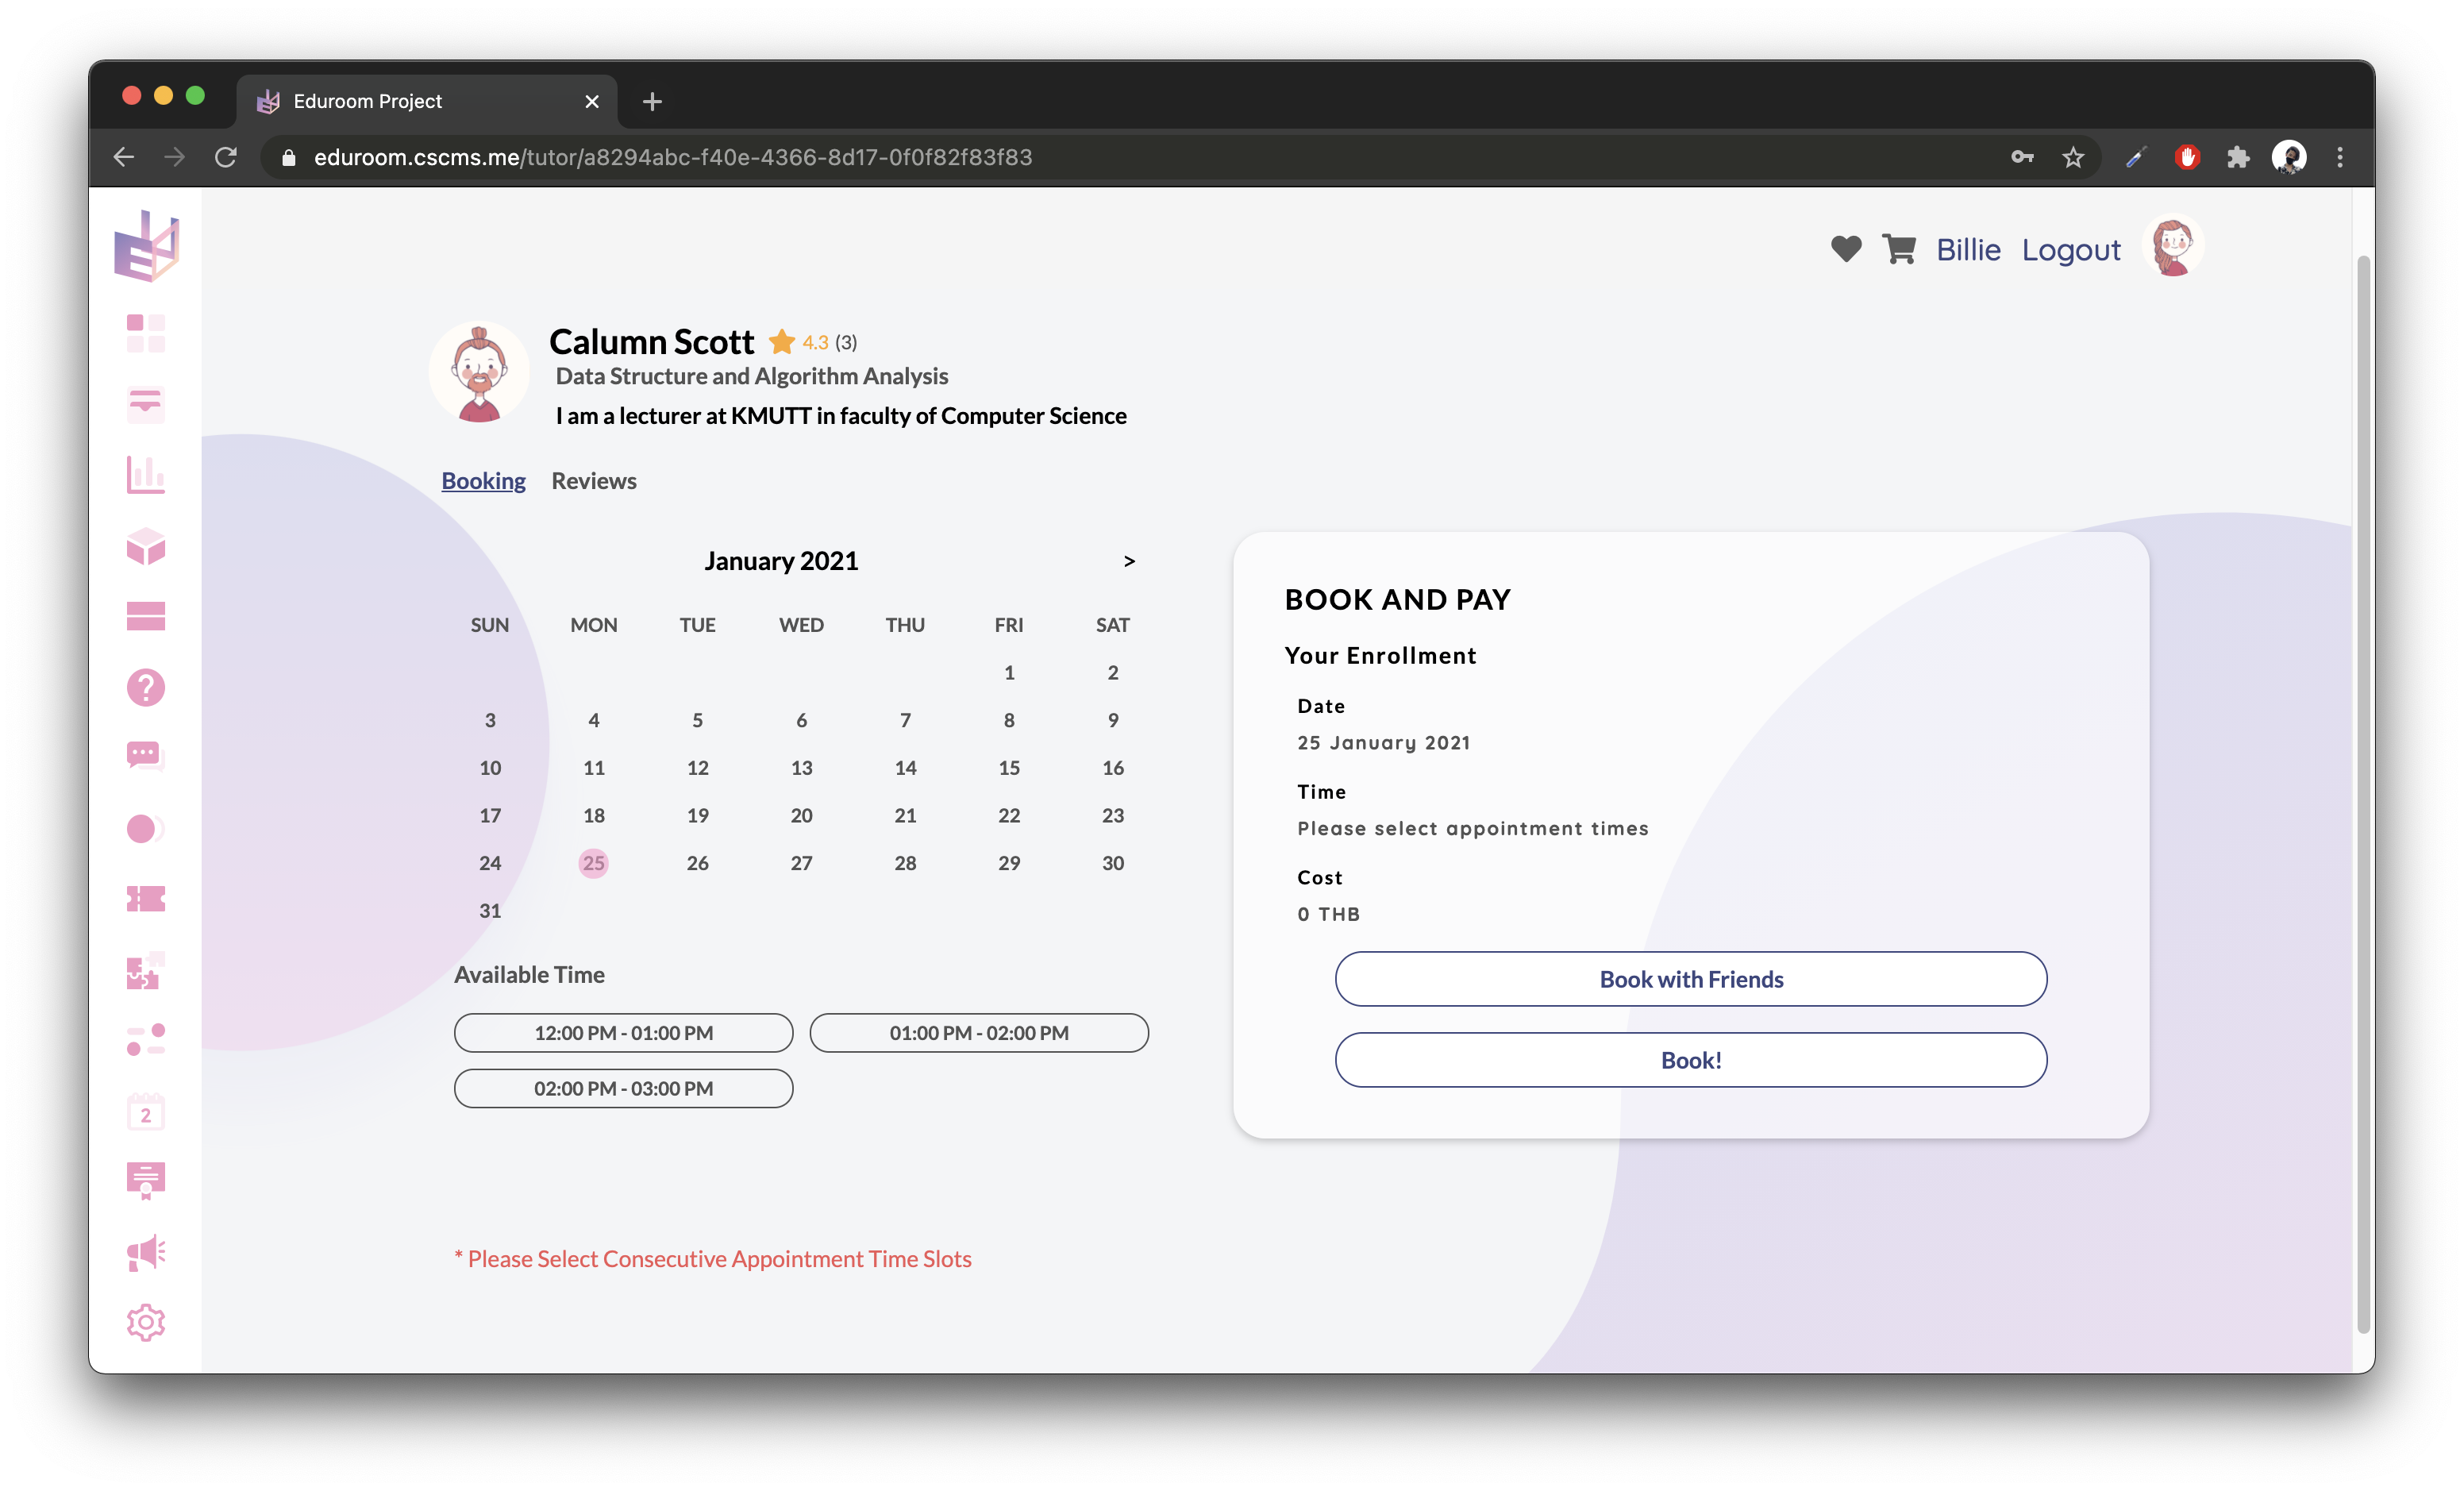 Eduroom Project
eduroom.cscms.me/tutor/a8294abc-f40e-4366-8d17-0f0f82f83f83
Billie Logout
Calumn Scott 4.3 (3)
Data Structure and Algorithm Analysis
I am a lecturer at KMUTT in faculty of Computer Science
Booking Reviews
January 2021 >
SUN MON TUE WED THU FRI SAT
1 2
3 4 5 6 7 8 9
10 11 12 13 14 15 16
17 18 19 20 21 22 23
24 25 26 27 28 29 30
31
Available Time
12:00 PM - 01:00 PM 01:00 PM - 02:00 PM
02:00 PM - 03:00 PM
* Please Select Consecutive Appointment Time Slots
BOOK AND PAY
Your Enrollment
Date
25 January 2021
Time
Please select appointment times
Cost
0 THB
Book with Friends
Book!
2